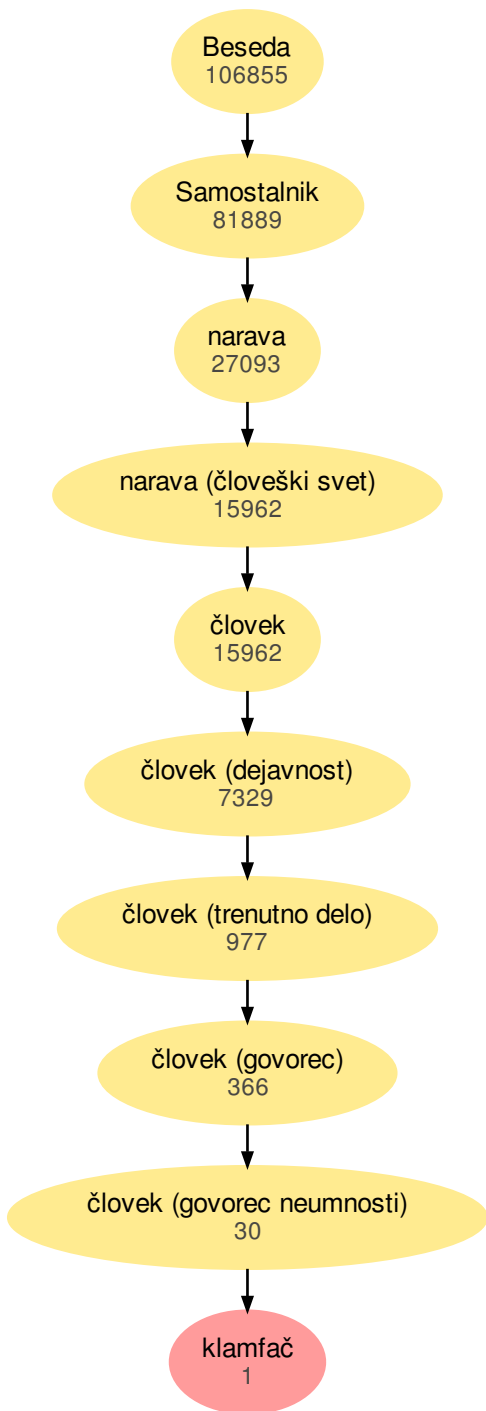 Beseda
106855
Samostalnik
81889
narava
27093
narava (človeški svet)
15962
človek
15962
človek (dejavnost)
7329
človek (trenutno delo)
977
človek (govorec)
366
človek (govorec neumnosti)
30
klamfač
1